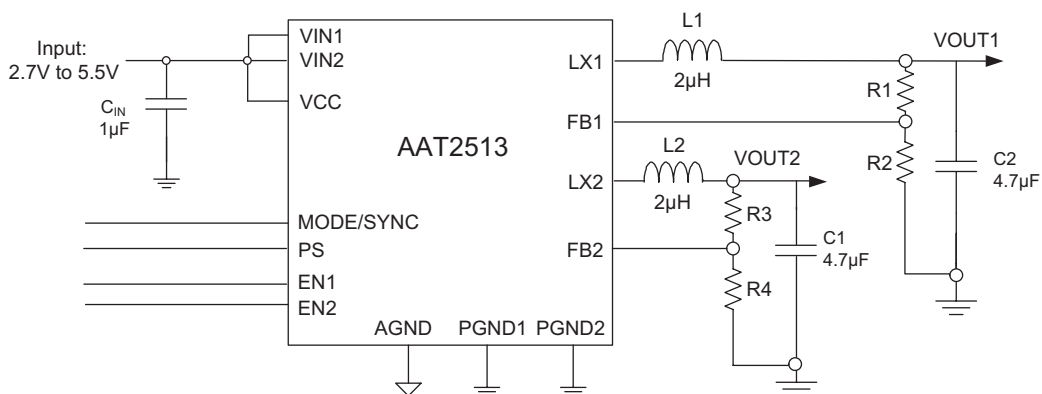 Input:
2.7V to 5.5V
C_IN
1µF
VIN1
VIN2
VCC
MODE/SYNC
PS
EN1
EN2
AAT2513
AGND
PGND1
PGND2
LX1
FB1
LX2
FB2
L1
2µH
VOUT1
R1
R2
C2
4.7µF
L2
2µH
VOUT2
R3
R4
C1
4.7µF